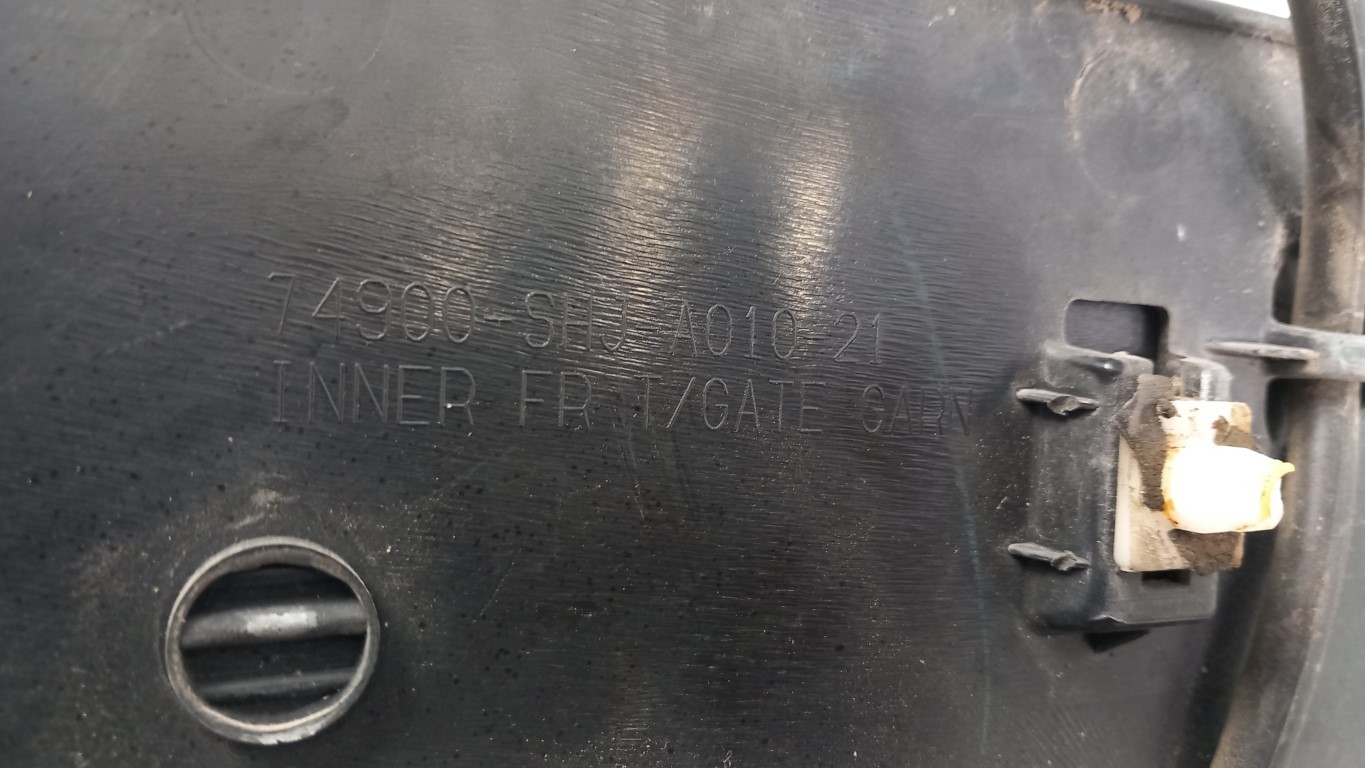 74900-SHJ A010 21
INNER FR T/GATE GARN